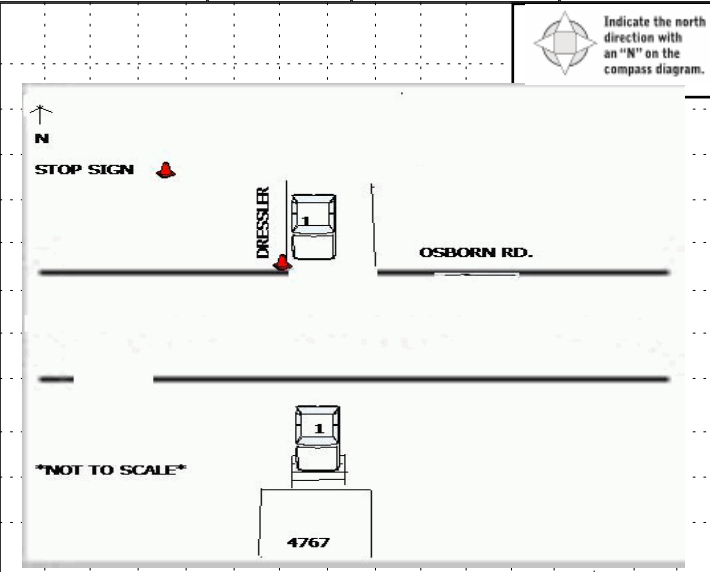 Indicate the north
direction with
an “N” on the
compass diagram.
N
STOP SIGN
DRESSLER
1
OSBORN RD.
1
*NOT TO SCALE*
4767